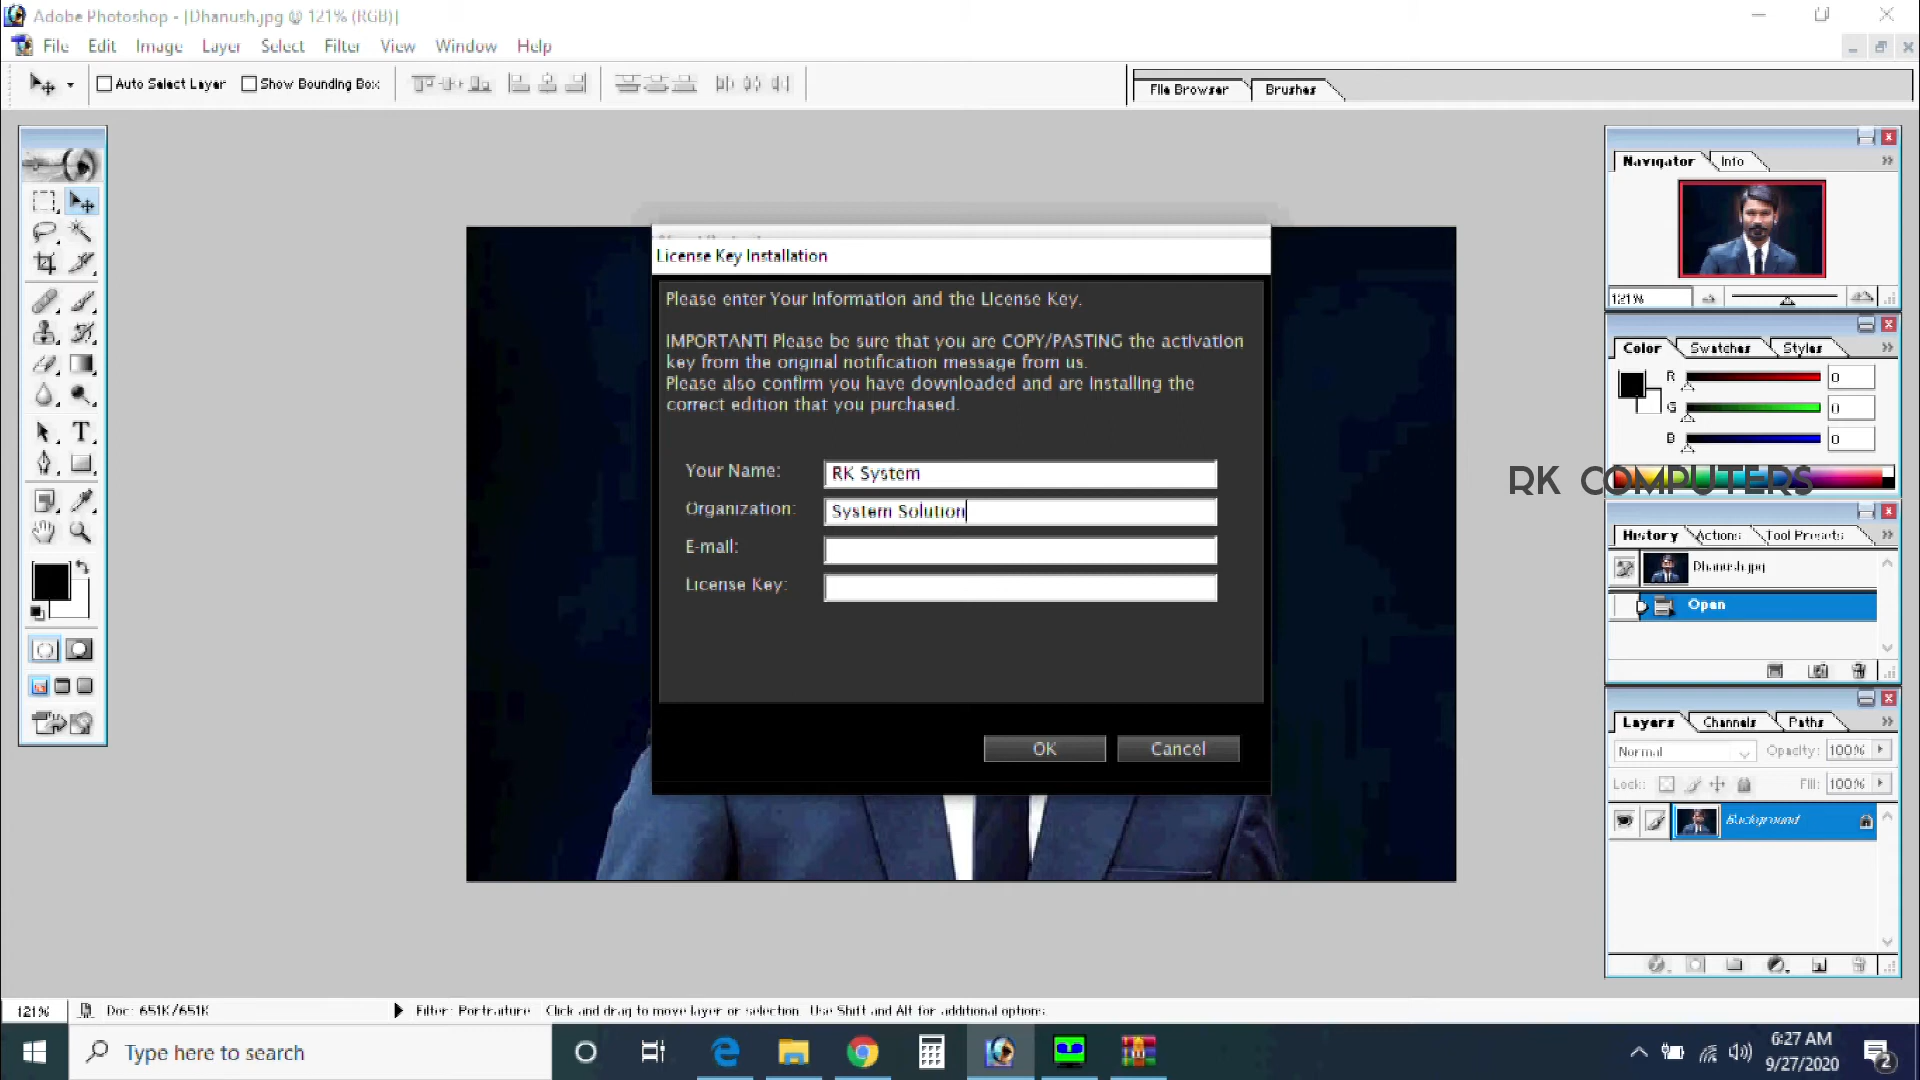 Adobe Photoshop - [Dhanush.jpg @ 121% (RGB)]
File Edit Image Layer Select Filter View Window Help
Auto Select Layer Show Bounding Box
File Browser Brushes
Navigator Info
121%
License Key Installation
Please enter Your Information and the License Key.
IMPORTANT! Please be sure that you are COPY/PASTING the activation
key from the original notification message from us.
Please also confirm you have downloaded and are installing the
correct edition that you purchased.
Your Name: RK System
Organization: System Solution
E-mail:
License Key:
OK Cancel
Color Swatches Styles
R 0
G 0
B 0
RK COMPUTERS
History Actions Tool Presets
Dhanush.jpg
Open
Layers Channels Paths
Normal Opacity: 100%
Lock: Fill: 100%
Background
121% Doc: 651K/651K Filter: Portraiture Click and drag to move layer or selection. Use Shift and Alt for additional options.
Type here to search
6:27 AM
9/27/2020
2